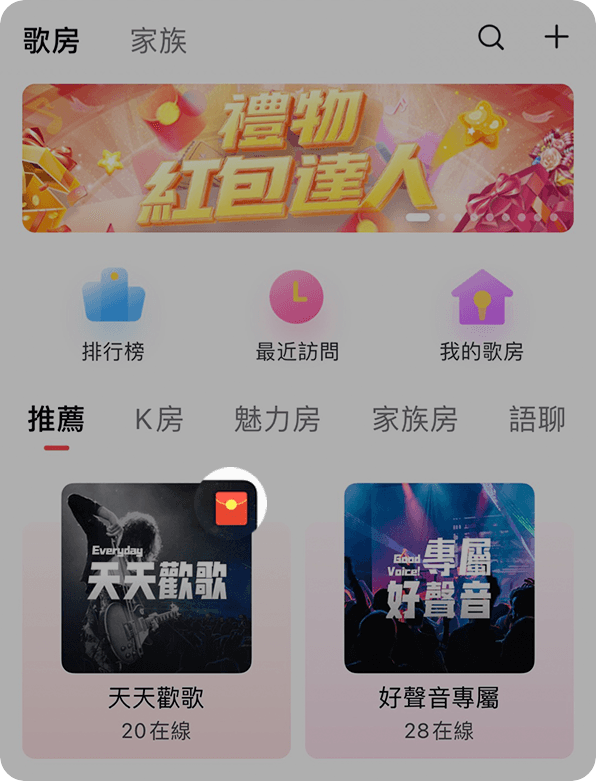 歌房 家族
禮物
紅包達人
排行榜 最近訪問 我的歌房
推薦 K房 魅力房 家族房 語聊
Everyday
天天歡歌
Good
Voice!
專屬
好聲音
天天歡歌 好聲音專屬
20在線 28在線